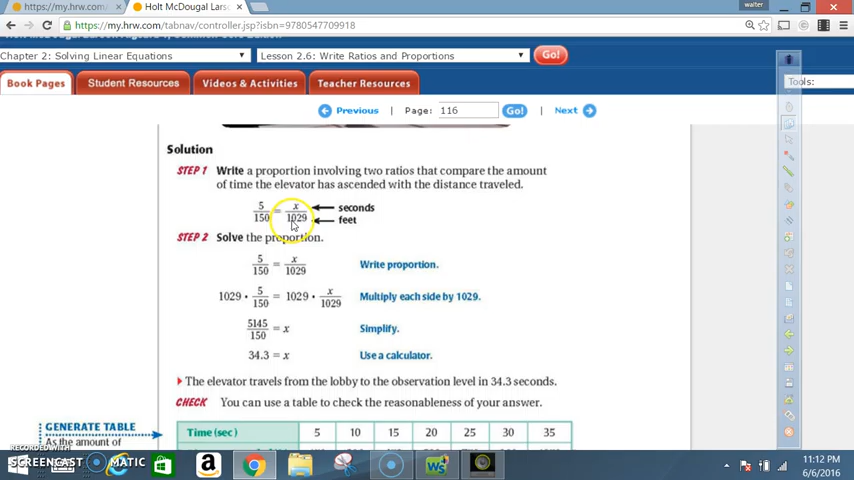 https://my.hrw.com/
Holt McDougal Lars
walter
https://my.hrw.com/tabnav/controller.jsp?isbn=9780547709918
Chapter 2: Solving Linear Equations
Lesson 2.6: Write Ratios and Proportions
Go!
Book Pages
Student Resources
Videos & Activities
Teacher Resources
Tools:
Previous | Page: 116 Go! | Next
Solution
STEP 1 Write a proportion involving two ratios that compare the amount
of time the elevator has ascended with the distance traveled.
5/150 = x/1029 seconds
feet
STEP 2 Solve the proportion.
5/150 = x/1029 Write proportion.
1029 · 5/150 = 1029 · x/1029 Multiply each side by 1029.
5145/150 = x Simplify.
34.3 = x Use a calculator.
The elevator travels from the lobby to the observation level in 34.3 seconds.
CHECK You can use a table to check the reasonableness of your answer.
GENERATE TABLE
As the amount of
Time (sec) 5 10 15 20 25 30 35
RECORDED WITH
SCREENCAST MATIC
11:12 PM
6/6/2016